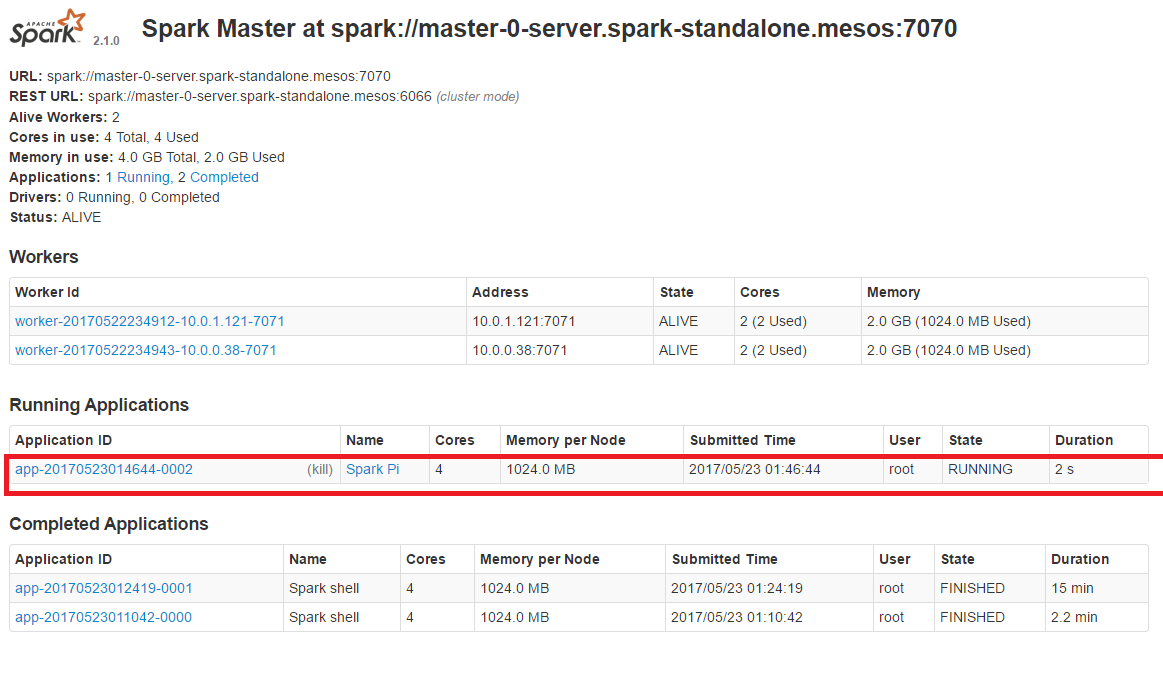 APACHE
Spark 2.1.0 Spark Master at spark://master-0-server.spark-standalone.mesos:7070
URL: spark://master-0-server.spark-standalone.mesos:7070
REST URL: spark://master-0-server.spark-standalone.mesos:6066 (cluster mode)
Alive Workers: 2
Cores in use: 4 Total, 4 Used
Memory in use: 4.0 GB Total, 2.0 GB Used
Applications: 1 Running, 2 Completed
Drivers: 0 Running, 0 Completed
Status: ALIVE
Workers
Worker Id Address State Cores Memory
worker-20170522234912-10.0.1.121-7071 10.0.1.121:7071 ALIVE 2 (2 Used) 2.0 GB (1024.0 MB Used)
worker-20170522234943-10.0.0.38-7071 10.0.0.38:7071 ALIVE 2 (2 Used) 2.0 GB (1024.0 MB Used)
Running Applications
Application ID Name Cores Memory per Node Submitted Time User State Duration
app-20170523014644-0002 (kill) Spark Pi 4 1024.0 MB 2017/05/23 01:46:44 root RUNNING 2 s
Completed Applications
Application ID Name Cores Memory per Node Submitted Time User State Duration
app-20170523012419-0001 Spark shell 4 1024.0 MB 2017/05/23 01:24:19 root FINISHED 15 min
app-20170523011042-0000 Spark shell 4 1024.0 MB 2017/05/23 01:10:42 root FINISHED 2.2 min